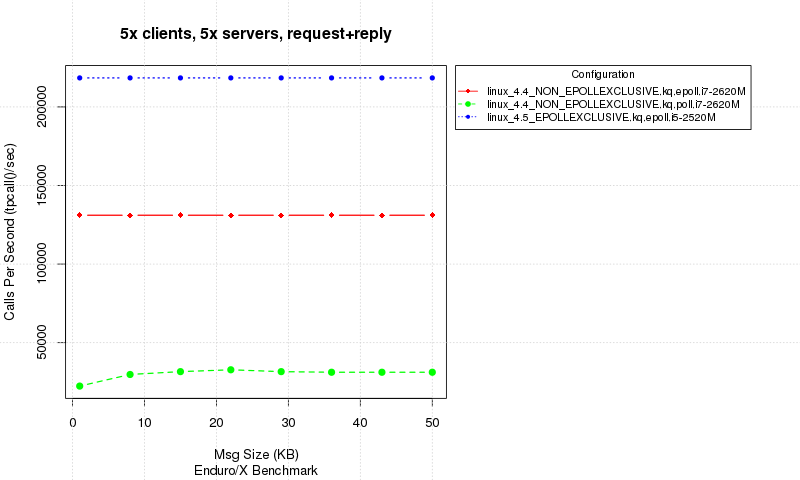 5x clients, 5x servers, request+reply
Configuration
linux_4.4_NON_EPOLLEXCLUSIVE,kq,epoll,i7-2620M
linux_4.4_NON_EPOLLEXCLUSIVE,kq,poll,i7-2620M
linux_4.5_EPOLLEXCLUSIVE,kq,epoll,i5-2520M
Calls Per Second (tpcall()/sec)
200000
150000
100000
50000
0 10 20 30 40 50
Msg Size (KB)
Enduro/X Benchmark